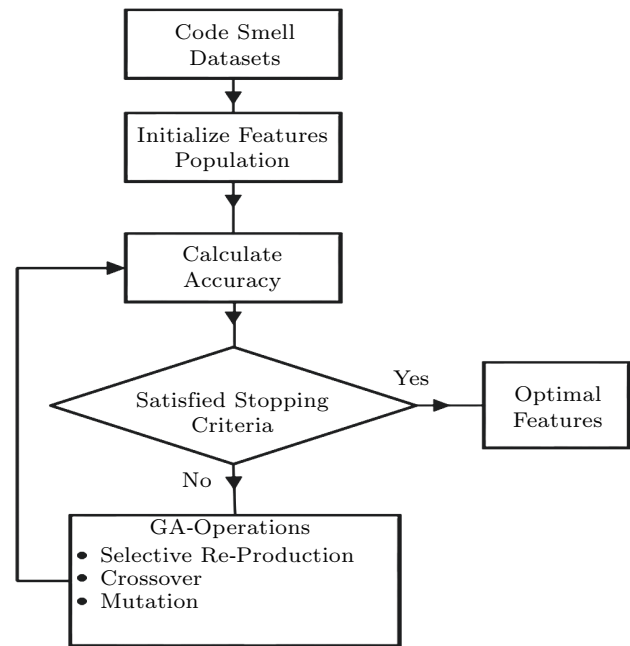 Code Smell
Datasets
Initialize Features
Population
Calculate
Accuracy
Satisfied Stopping
Criteria
Yes
Optimal
Features
No
GA-Operations
• Selective Re-Production
• Crossover
• Mutation